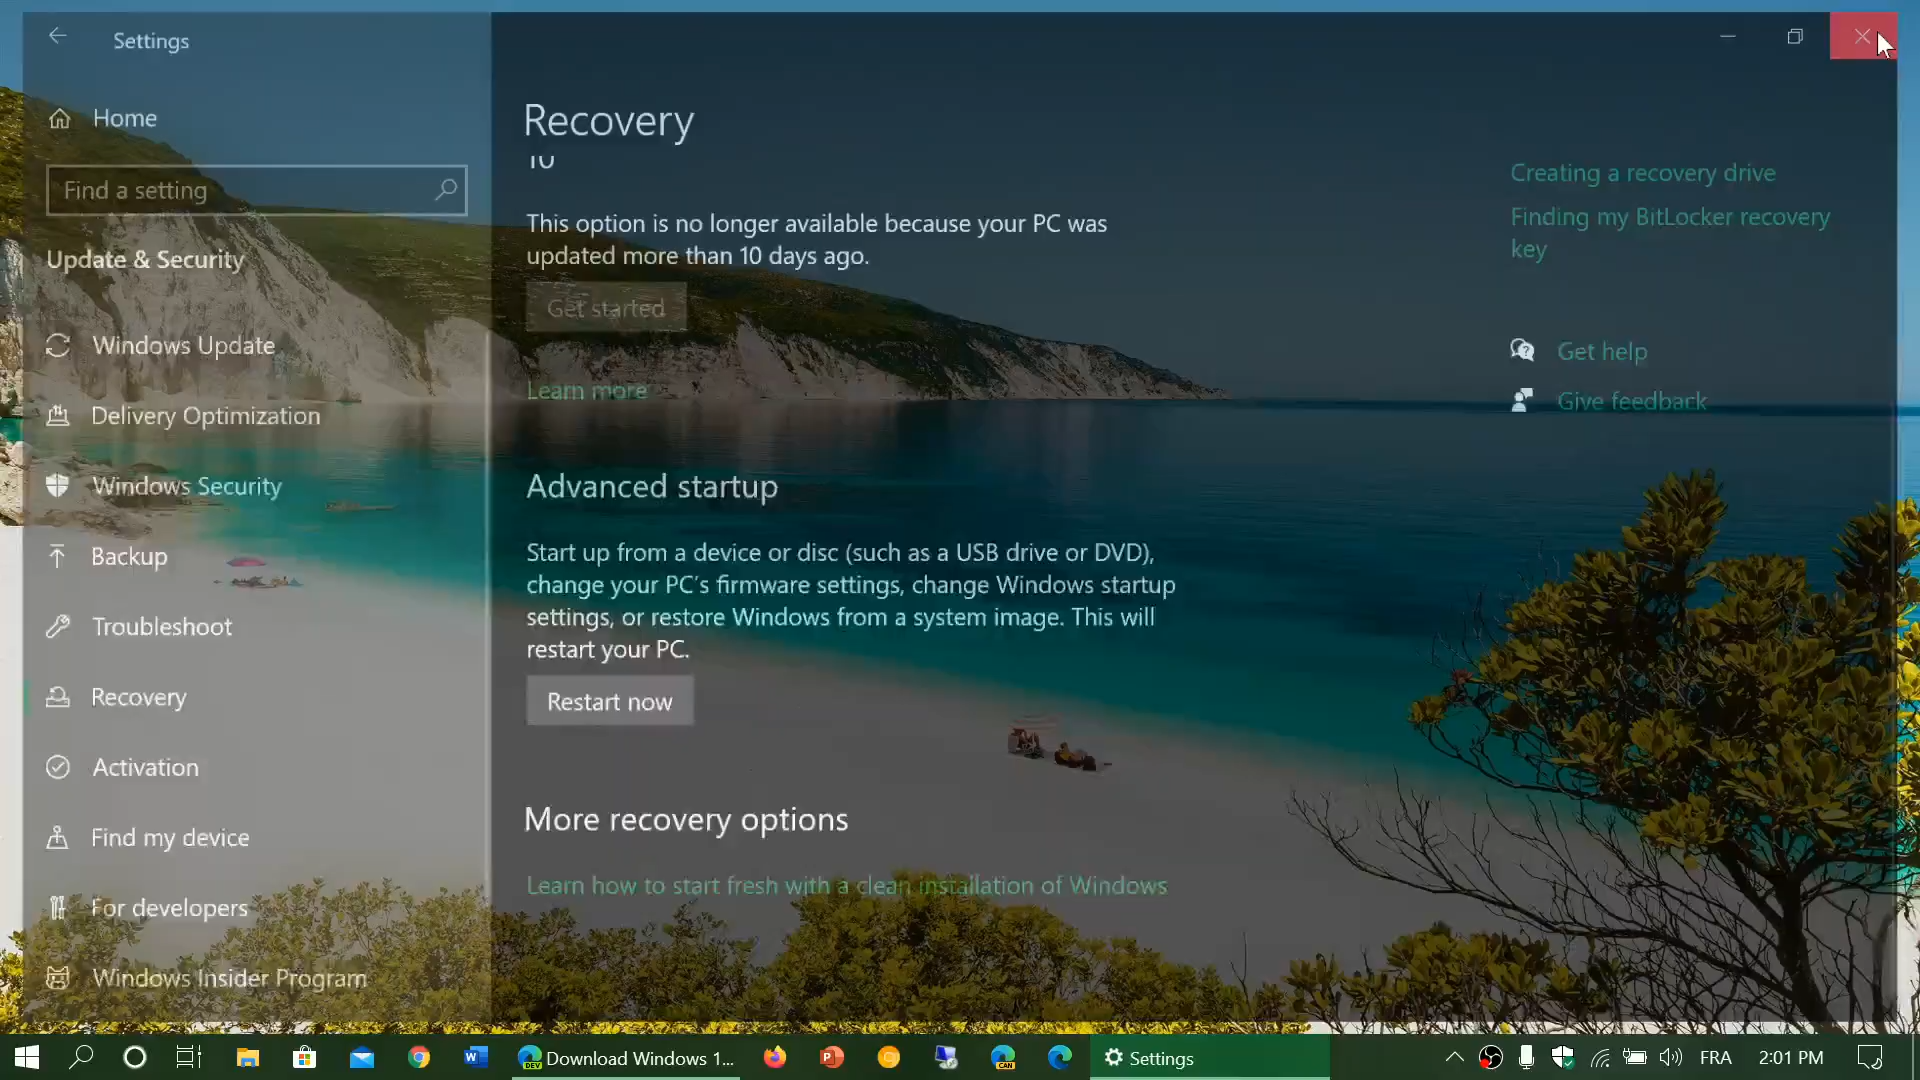 Settings
Home
Find a setting
Update & Security
Windows Update
Delivery Optimization
Windows Security
Backup
Troubleshoot
Recovery
Activation
Find my device
For developers
Windows Insider Program
Recovery
10
This option is no longer available because your PC was
updated more than 10 days ago.
Get started
Learn more
Advanced startup
Start up from a device or disc (such as a USB drive or DVD),
change your PC's firmware settings, change Windows startup
settings, or restore Windows from a system image. This will
restart your PC.
Restart now
More recovery options
Learn how to start fresh with a clean installation of Windows
Creating a recovery drive
Finding my BitLocker recovery
key
Get help
Give feedback
W
DEV
Download Windows 1...
P
CAN
Settings
FRA
2:01 PM